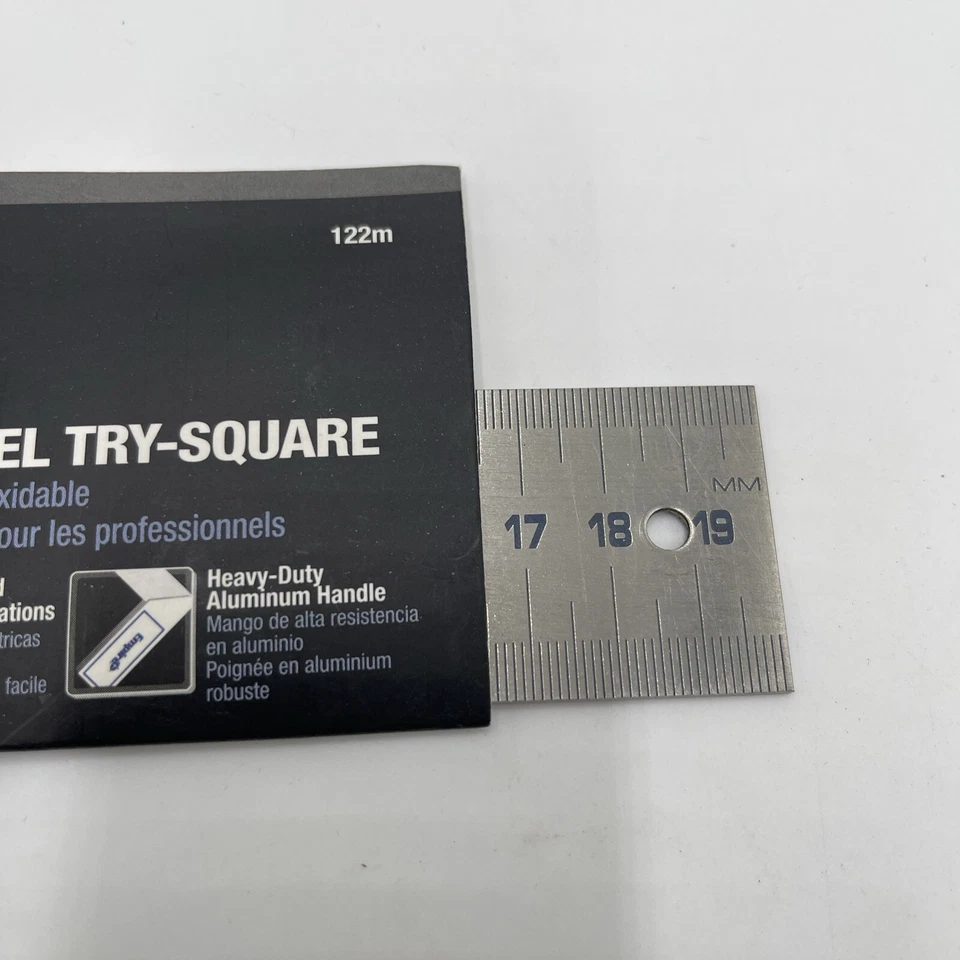 122m
EL TRY-SQUARE
xidable
our les professionnels
d
ations
tricas
facile
Empire
Heavy-Duty
Aluminum Handle
Mango de alta resistencia
en aluminio
Poignée en aluminium
robuste
MM
17 18 19